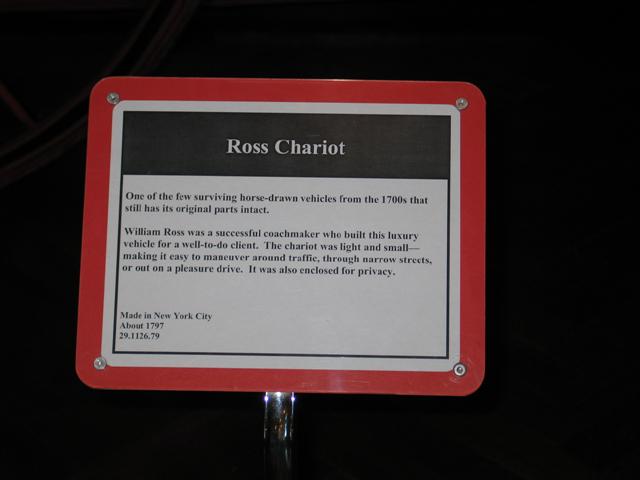 Ross Chariot
One of the few surviving horse-drawn vehicles from the 1700s that
still has its original parts intact.
William Ross was a successful coachmaker who built this luxury
vehicle for a well-to-do client. The chariot was light and small—
making it easy to maneuver around traffic, through narrow streets,
or out on a pleasure drive. It was also enclosed for privacy.
Made in New York City
About 1797
29.1126.79